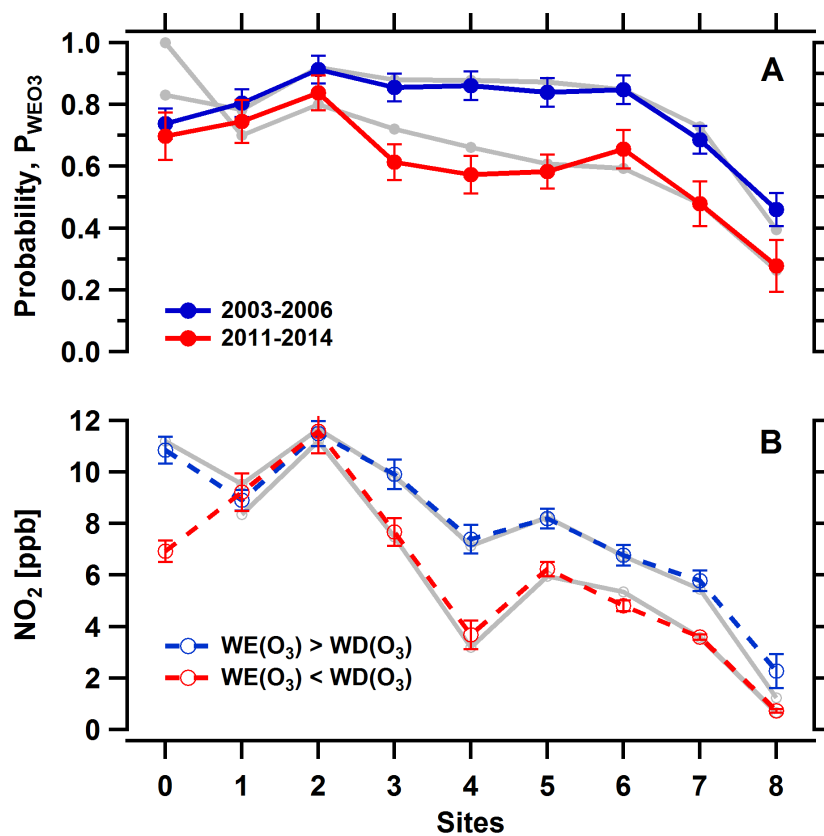 A
Probability, P_WEO3
1.0
0.8
0.6
0.4
0.2
0.0
2003-2006
2011-2014
B
NO₂ [ppb]
12
10
8
6
4
2
0
WE(O₃) > WD(O₃)
WE(O₃) < WD(O₃)
0 1 2 3 4 5 6 7 8
Sites